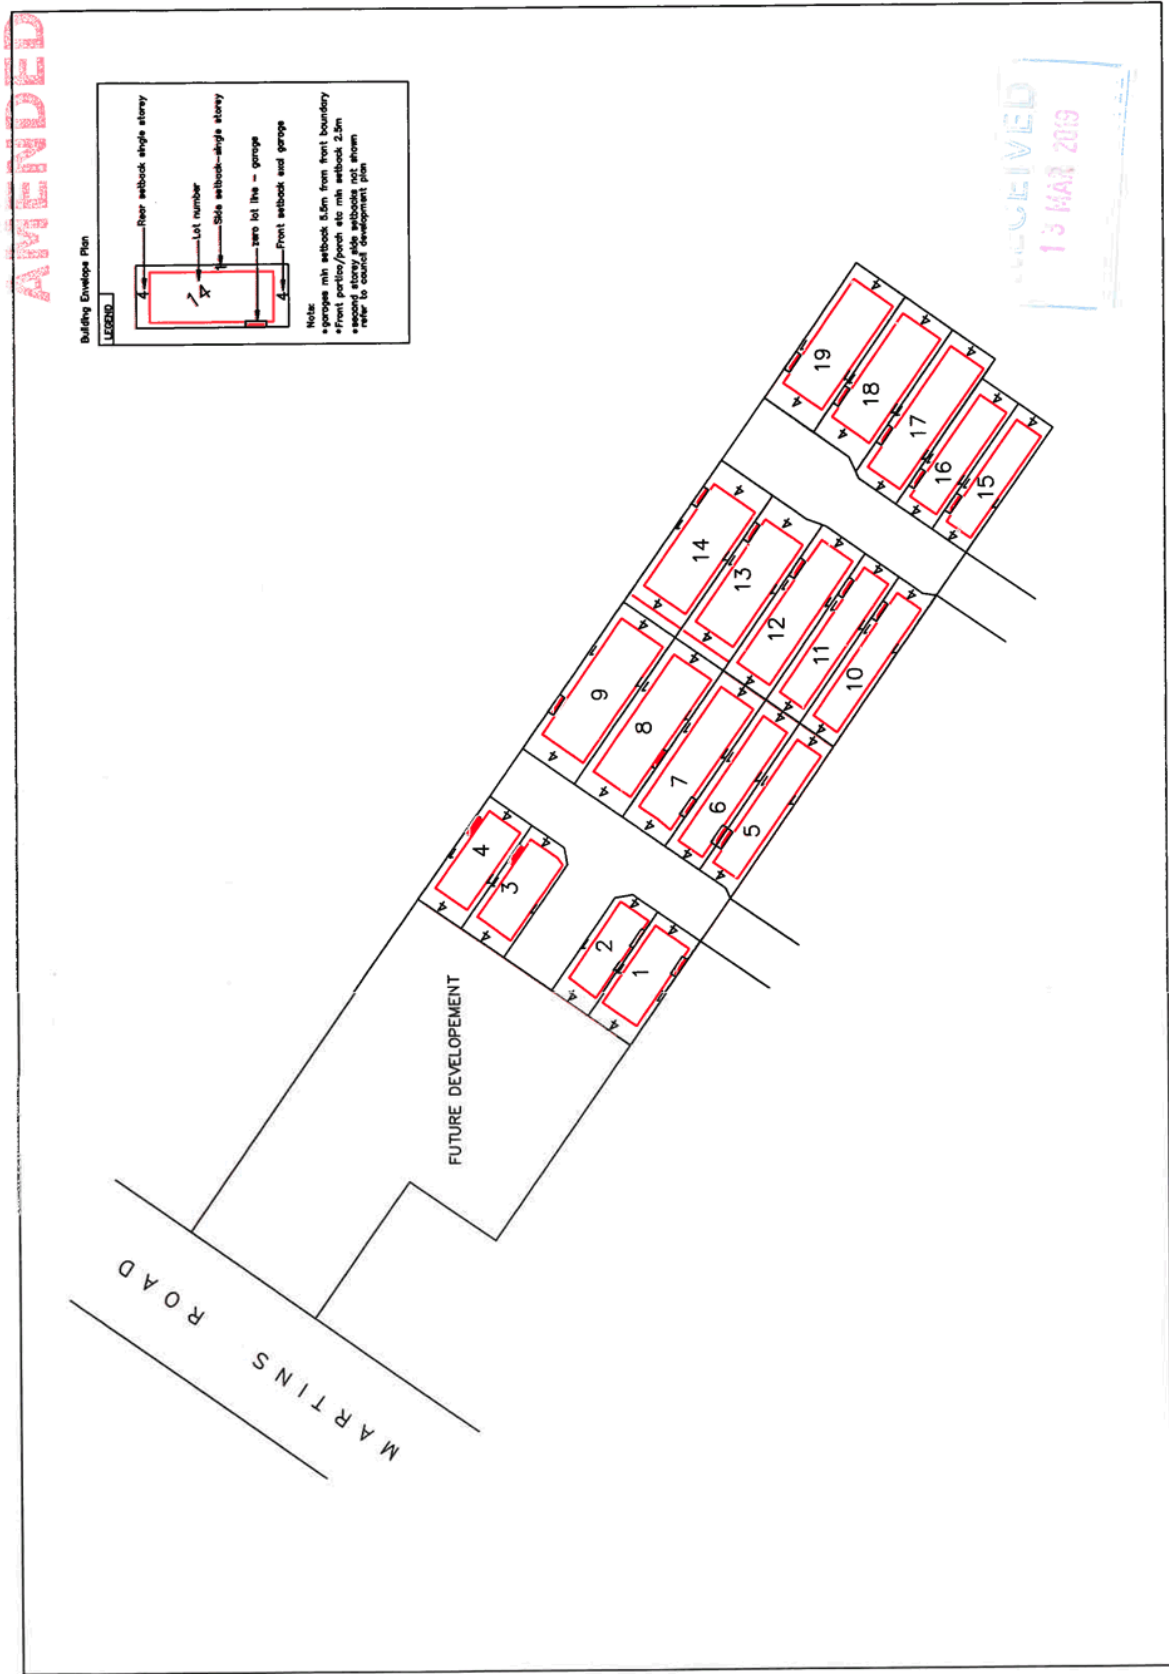 AMENDED
Building Envelope Plan
LEGEND
4
Rear setback single storey
Lot number
14
1
Side setback-single storey
zero lot line - garage
4
Front setback excl garage
Note:
•garages min setback 5.5m from front boundary
•Front portico/porch etc min setback 2.5m
•second storey side setbacks not shown
refer to council development plan
RECEIVED
13 MAR 2019
19
18
17
16
15
14
13
12
11
10
9
8
7
6
5
4
3
2
1
FUTURE DEVELOPEMENT
MARTINS ROAD